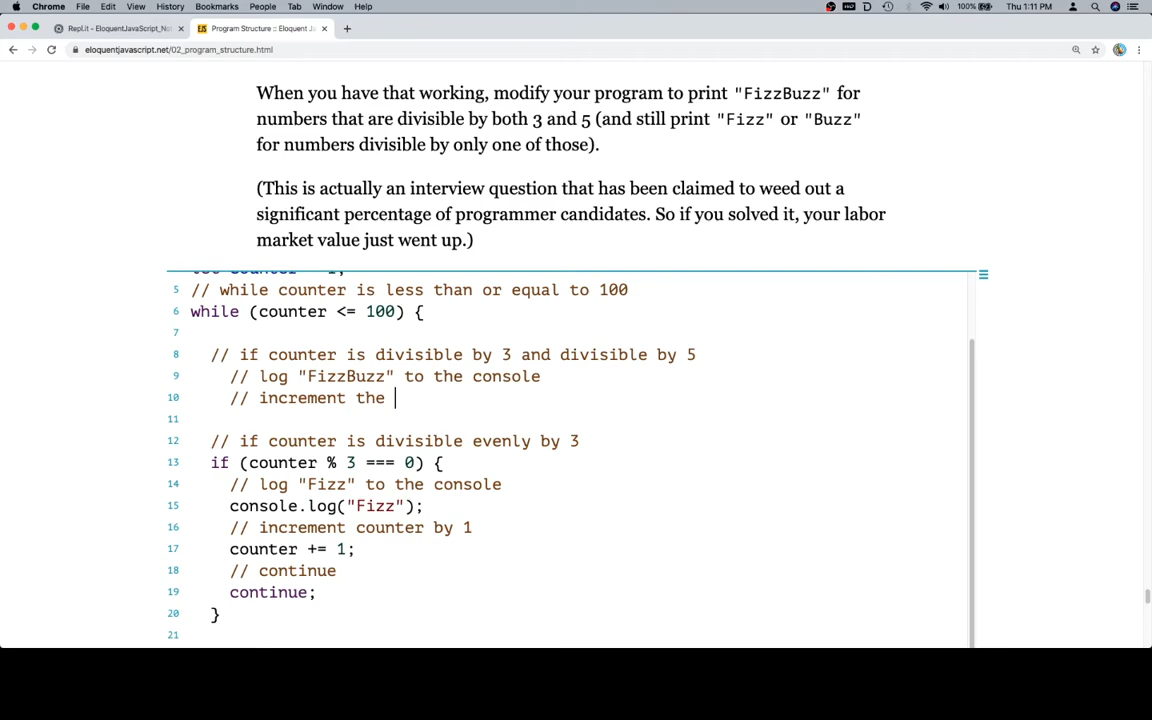 Chrome File Edit View History Bookmarks People Tab Window Help 100% Thu 1:11 PM
Repl.it - EloquentJavaScript_No Program Structure :: Eloquent Ja
eloquentjavascript.net/02_program_structure.html
When you have that working, modify your program to print "FizzBuzz" for
numbers that are divisible by both 3 and 5 (and still print "Fizz" or "Buzz"
for numbers divisible by only one of those).
(This is actually an interview question that has been claimed to weed out a
significant percentage of programmer candidates. So if you solved it, your labor
market value just went up.)
let counter = 1;
5 // while counter is less than or equal to 100
6 while (counter <= 100) {
7
8 // if counter is divisible by 3 and divisible by 5
9 // log "FizzBuzz" to the console
10 // increment the
11
12 // if counter is divisible evenly by 3
13 if (counter % 3 === 0) {
14 // log "Fizz" to the console
15 console.log("Fizz");
16 // increment counter by 1
17 counter += 1;
18 // continue
19 continue;
20 }
21